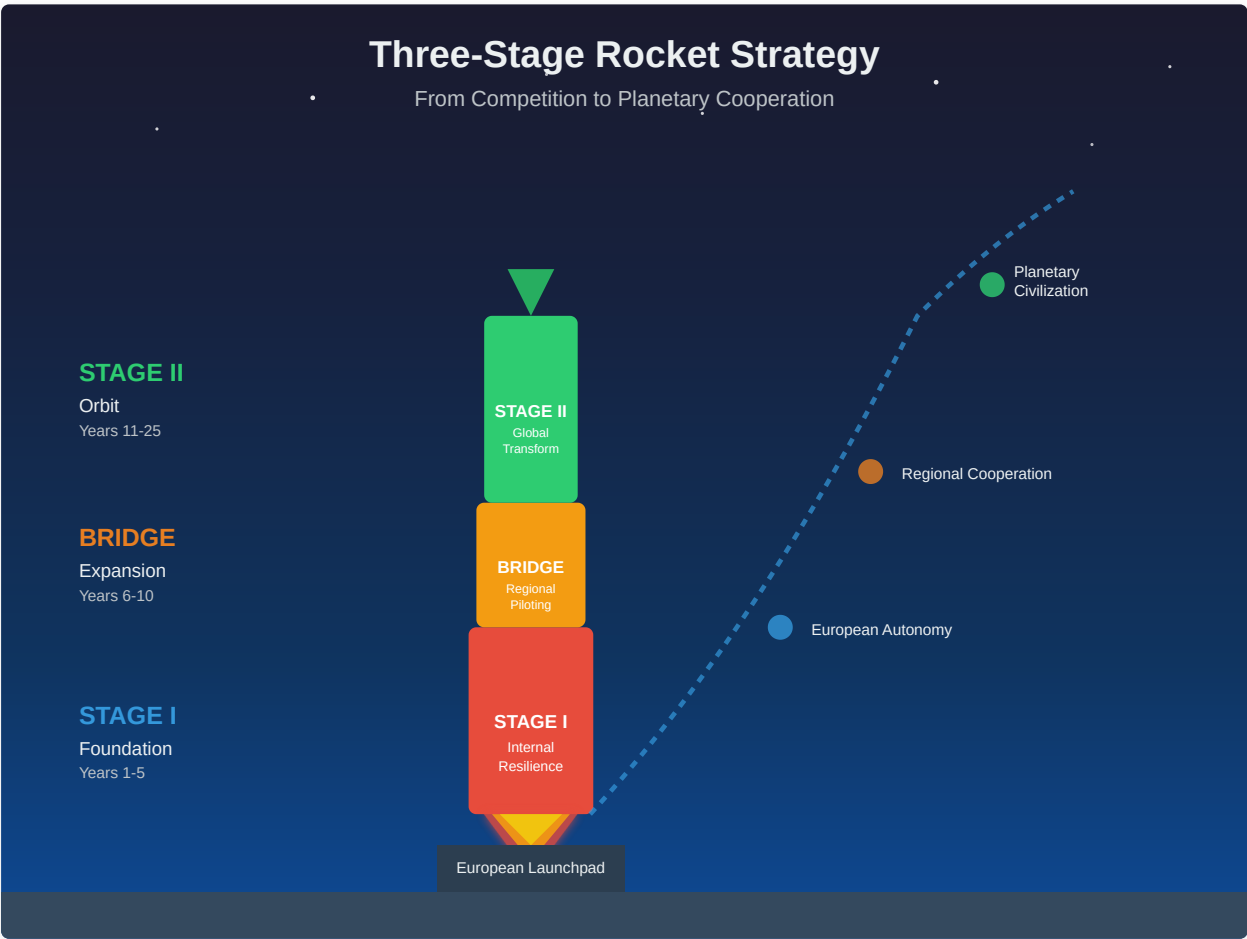 Three-Stage Rocket Strategy
From Competition to Planetary Cooperation
Planetary
Civilization
STAGE II
Orbit
Years 11-25
STAGE II
Global
Transform
Regional Cooperation
BRIDGE
Expansion
Years 6-10
BRIDGE
Regional
Piloting
European Autonomy
STAGE I
Foundation
Years 1-5
STAGE I
Internal
Resilience
European Launchpad